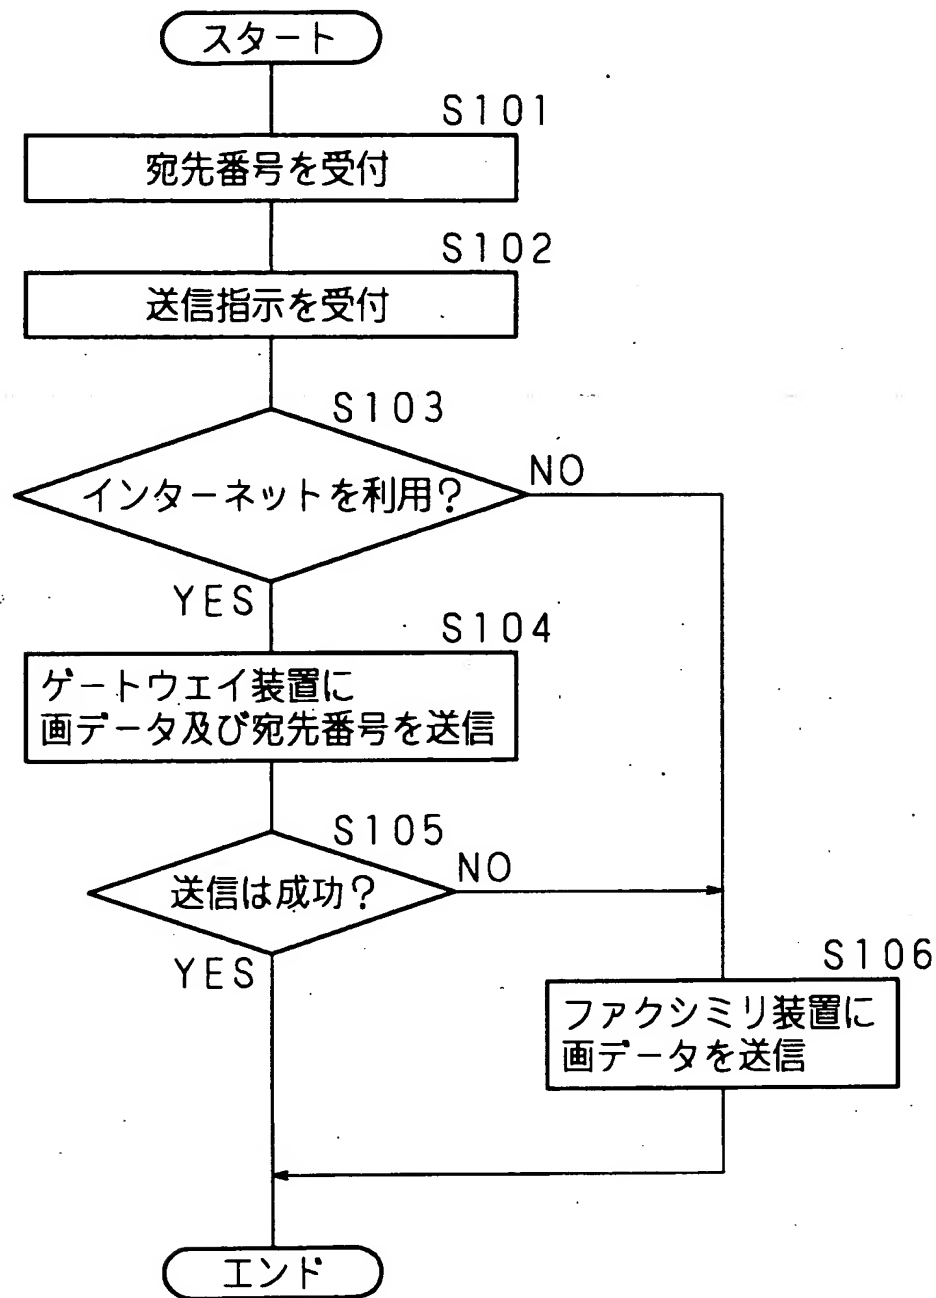 スタート
S101
宛先番号を受付
S102
送信指示を受付
S103
インターネットを利用?
NO
YES
S104
ゲートウェイ装置に
画データ及び宛先番号を送信
S105
送信は成功?
NO
YES
S106
ファクシミリ装置に
画データを送信
エンド